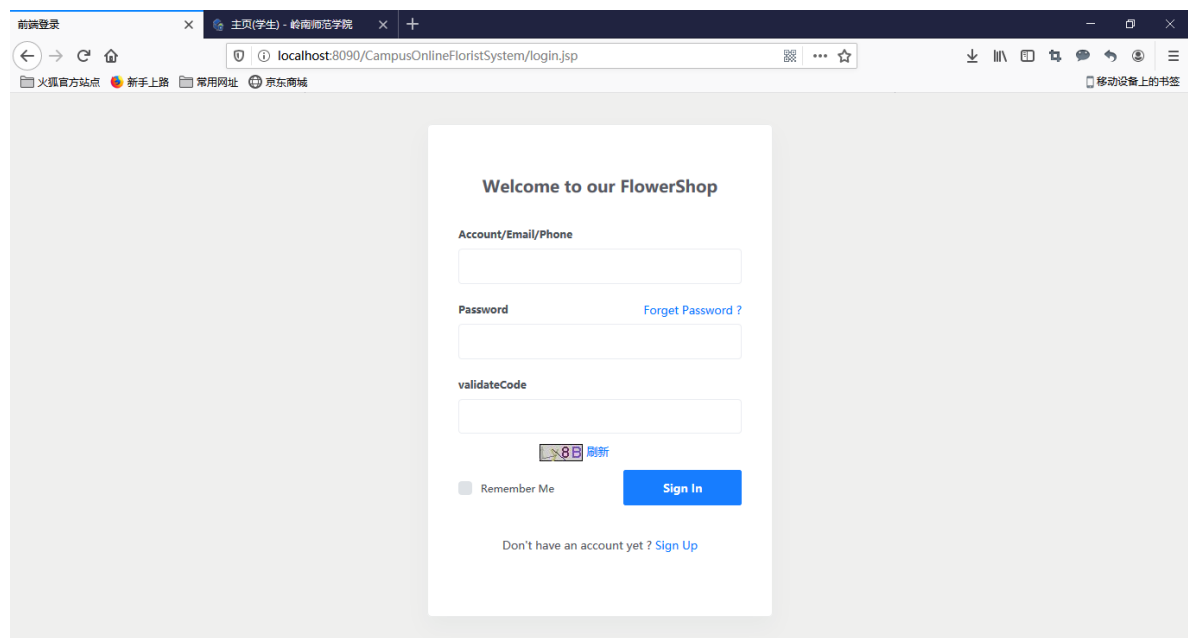 前端登录
主页(学生) - 岭南师范学院
localhost:8090/CampusOnlineFloristSystem/login.jsp
火狐官方站点 新手上路 常用网址 京东商城 移动设备上的书签
Welcome to our FlowerShop
Account/Email/Phone
Password Forget Password ?
validateCode
刷新
Remember Me Sign In
Don't have an account yet ? Sign Up